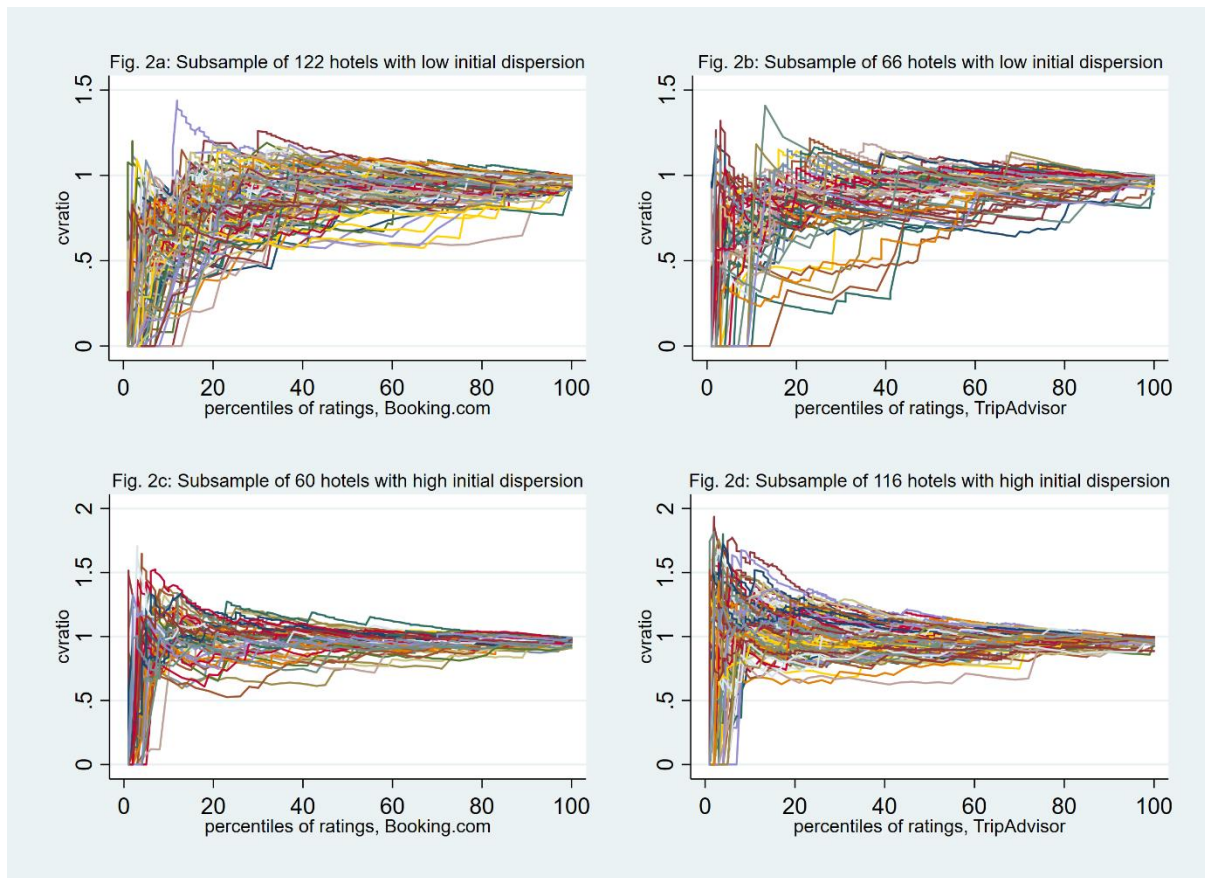 Fig. 2a: Subsample of 122 hotels with low initial dispersion
1.5
1
.5
0
cvratio
0 20 40 60 80 100
percentiles of ratings, Booking.com
Fig. 2b: Subsample of 66 hotels with low initial dispersion
1.5
1
.5
0
cvratio
0 20 40 60 80 100
percentiles of ratings, TripAdvisor
Fig. 2c: Subsample of 60 hotels with high initial dispersion
2
1.5
1
.5
0
cvratio
0 20 40 60 80 100
percentiles of ratings, Booking.com
Fig. 2d: Subsample of 116 hotels with high initial dispersion
2
1.5
1
.5
0
cvratio
0 20 40 60 80 100
percentiles of ratings, TripAdvisor